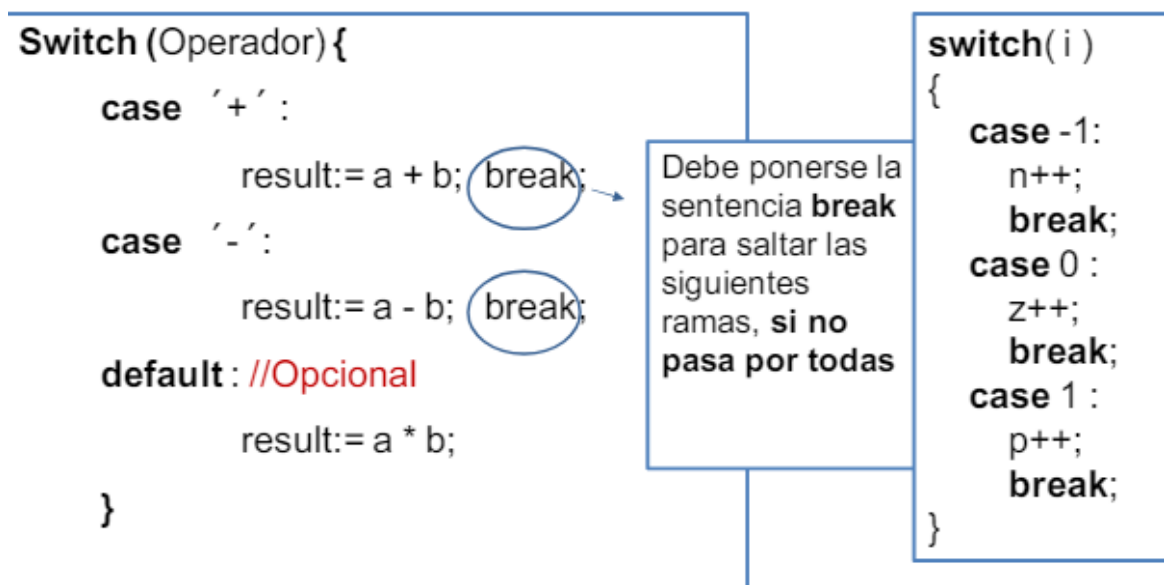 Switch (Operador) {
case ´+´ :
result:= a + b; break;
case ´-´:
result:= a - b; break;
default : //Opcional
result:= a * b;
}
Debe ponerse la
sentencia break
para saltar las
siguientes
ramas, si no
pasa por todas
switch( i )
{
case -1:
n++;
break;
case 0 :
z++;
break;
case 1 :
p++;
break;
}